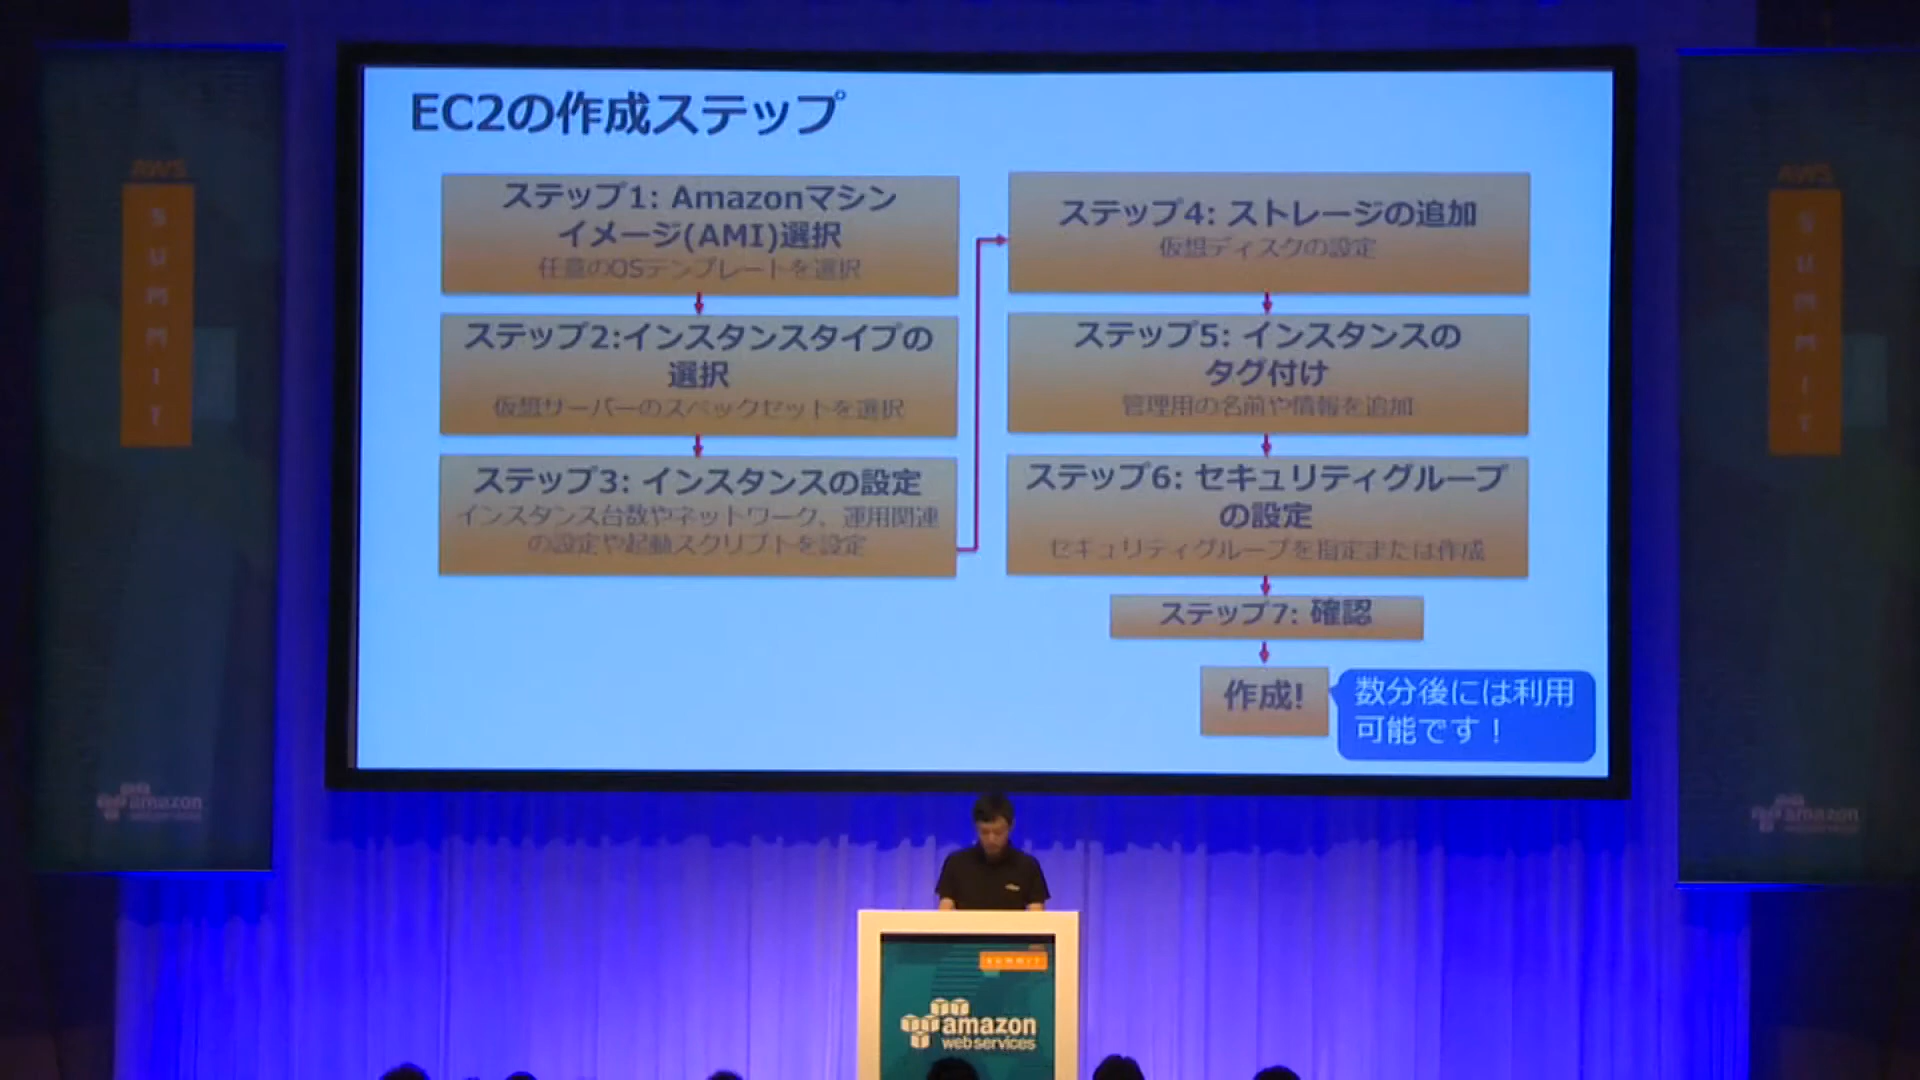 EC2の作成ステップ
ステップ1: Amazonマシン
イメージ(AMI)選択
任意のOSテンプレートを選択
ステップ2:インスタンスタイプの
選択
仮想サーバーのスペックセットを選択
ステップ3: インスタンスの設定
インスタンス台数やネットワーク、運用関連
の設定や起動スクリプトを設定
ステップ4: ストレージの追加
仮想ディスクの設定
ステップ5: インスタンスの
タグ付け
管理用の名前や情報を追加
ステップ6: セキュリティグループ
の設定
セキュリティグループを指定または作成
ステップ7: 確認
作成!
数分後には利用
可能です！
AWS
SUMMIT
amazon
webservices
AWS
SUMMIT
amazon
webservices
SUMMIT
amazon
webservices